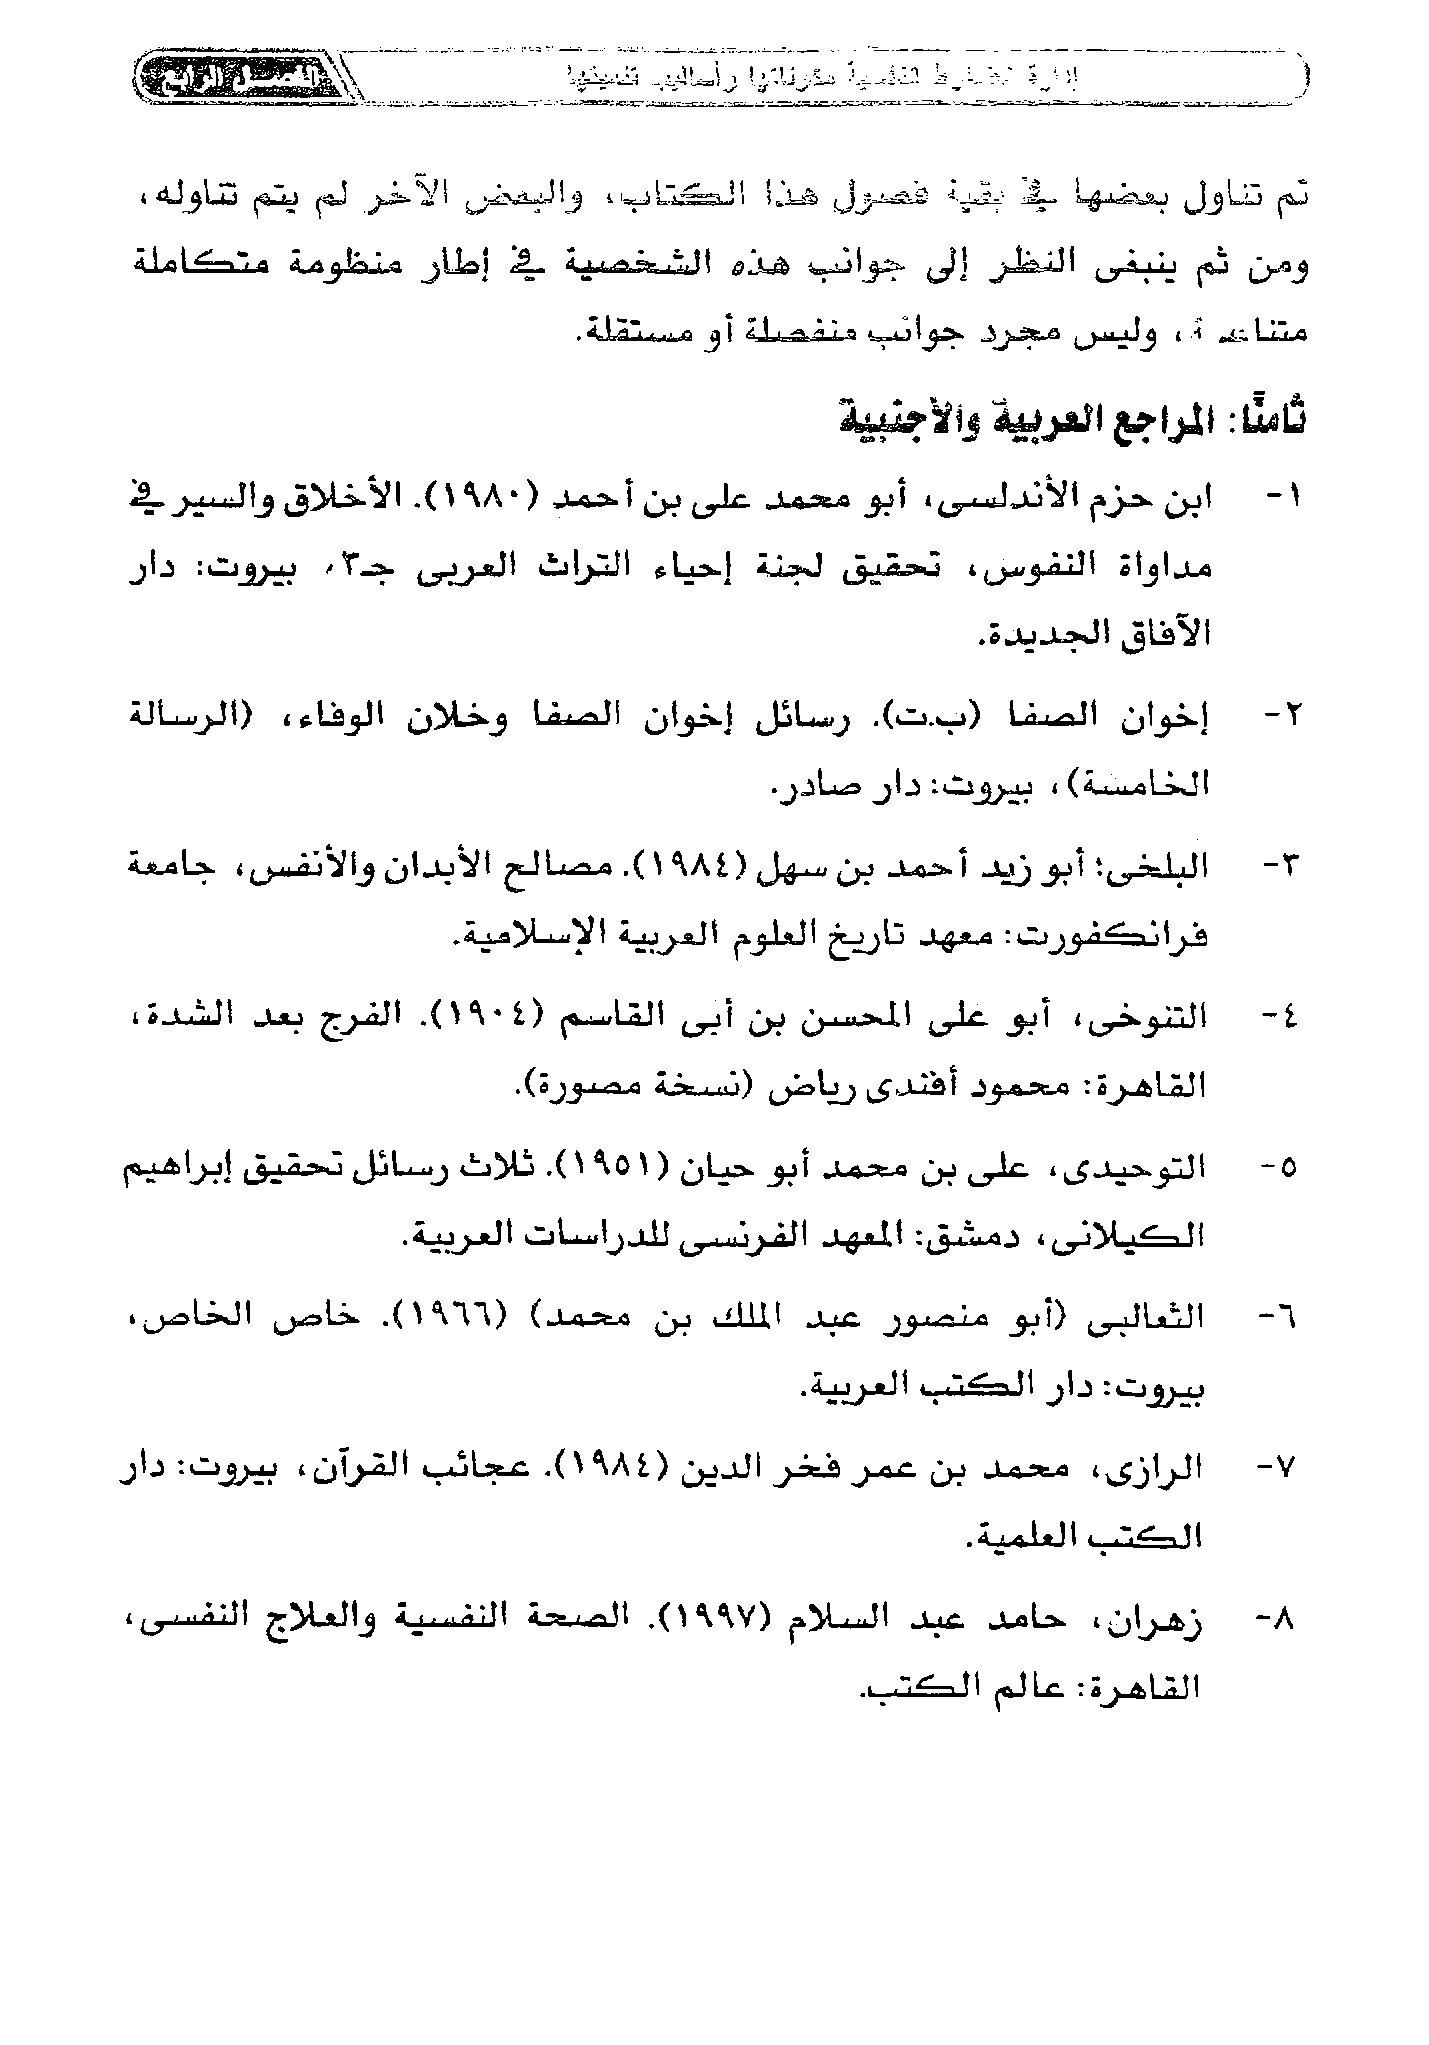 إدارة الضغوط النفسية مكوناتها وأساليب تنميتها
الفصل الرابع
تم تناول بعضها في بقية فصول هذا الكتاب، والبعض الآخر لم يتم تناوله،
ومن ثم ينبغى النظر إلى جوانب هذه الشخصية في إطار منظومة متكاملة
، وليس مجرد جوانب منفصلة أو مستقلة.
ثامنًا: المراجع العربية والأجنبية
١- ابن حزم الأندلسى، أبو محمد على بن أحمد (١٩٨٠). الأخلاق والسير في
مداواة النفوس، تحقيق لجنة إحياء التراث العربى جـ٣، بيروت: دار
الآفاق الجديدة.
٢- إخوان الصفا (ب.ت). رسائل إخوان الصفا وخلان الوفاء، (الرسالة
الخامسة)، بيروت: دار صادر.
٣- البلخى؛ أبو زيد أحمد بن سهل (١٩٨٤). مصالح الأبدان والأنفس، جامعة
فرانكفورت: معهد تاريخ العلوم العربية الإسلامية.
٤- التنوخى، أبو على المحسن بن أبى القاسم (١٩٠٤). الفرج بعد الشدة،
القاهرة: محمود أفندى رياض (نسخة مصورة).
٥- التوحيدى، على بن محمد أبو حيان (١٩٥١). ثلاث رسائل تحقيق إبراهيم
الكيلانى، دمشق: المعهد الفرنسى للدراسات العربية.
٦- الثعالبى (أبو منصور عبد الملك بن محمد) (١٩٦٦). خاص الخاص،
بيروت: دار الكتب العربية.
٧- الرازى، محمد بن عمر فخر الدين (١٩٨٤). عجائب القرآن، بيروت: دار
الكتب العلمية.
٨- زهران، حامد عبد السلام (١٩٩٧). الصحة النفسية والعلاج النفسى،
القاهرة: عالم الكتب.